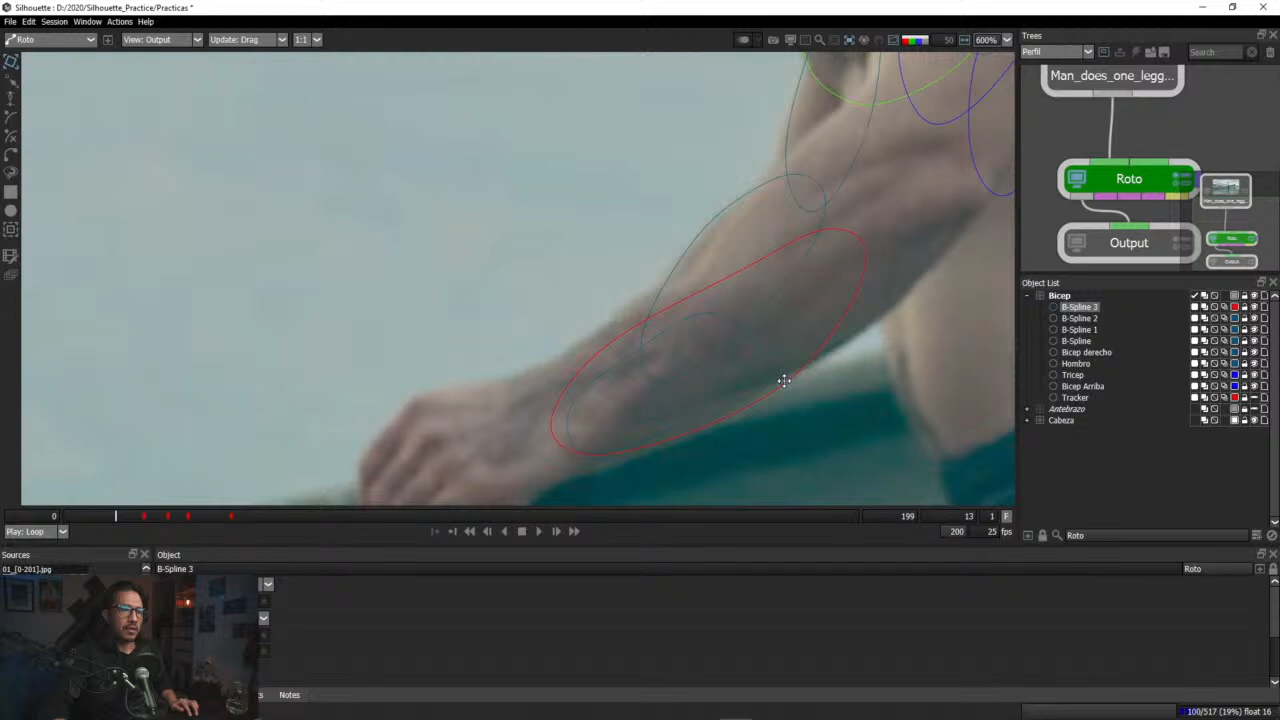 Silhouette : D:/2020/Silhouette_Practice/Practicas *
File Edit Session Window Actions Help
Roto View: Output Update: Drag 1:1 50 600%
Trees
Perfil Search
Man_does_one_legg...
Roto
Output
Object List
Bicep
B-Spline 3
B-Spline 2
B-Spline 1
B-Spline
Bicep derecho
Hombro
Tricep
Bicep Arriba
Tracker
Antebrazo
Cabeza
0 199 13 1 F
Play: Loop 200 25 fps
Roto
Sources Object
01_[0-201].jpg B-Spline 3 Roto
Notes
100/517 (19%) float 16